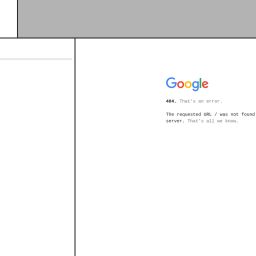 Google
404. That's an error.
The requested URL / was not found
server. That's all we know.